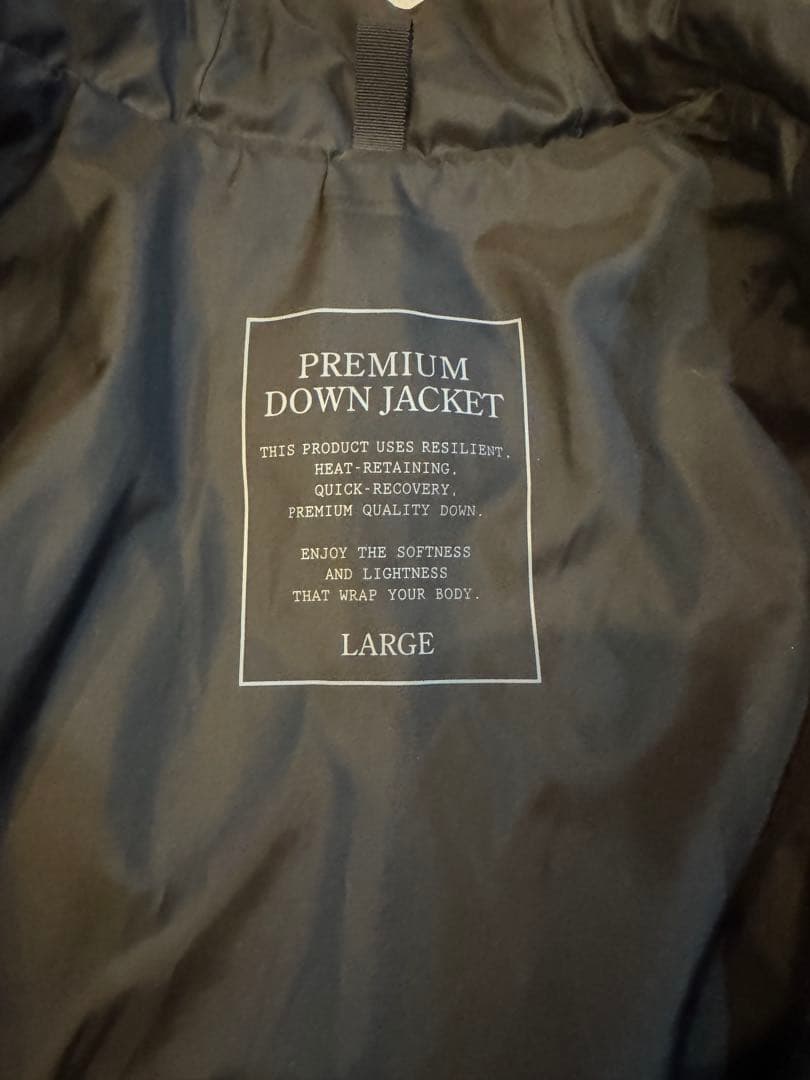 PREMIUM
DOWN JACKET
THIS PRODUCT USES RESILIENT,
HEAT-RETAINING,
QUICK-RECOVERY,
PREMIUM QUALITY DOWN.
ENJOY THE SOFTNESS
AND LIGHTNESS
THAT WRAP YOUR BODY.
LARGE